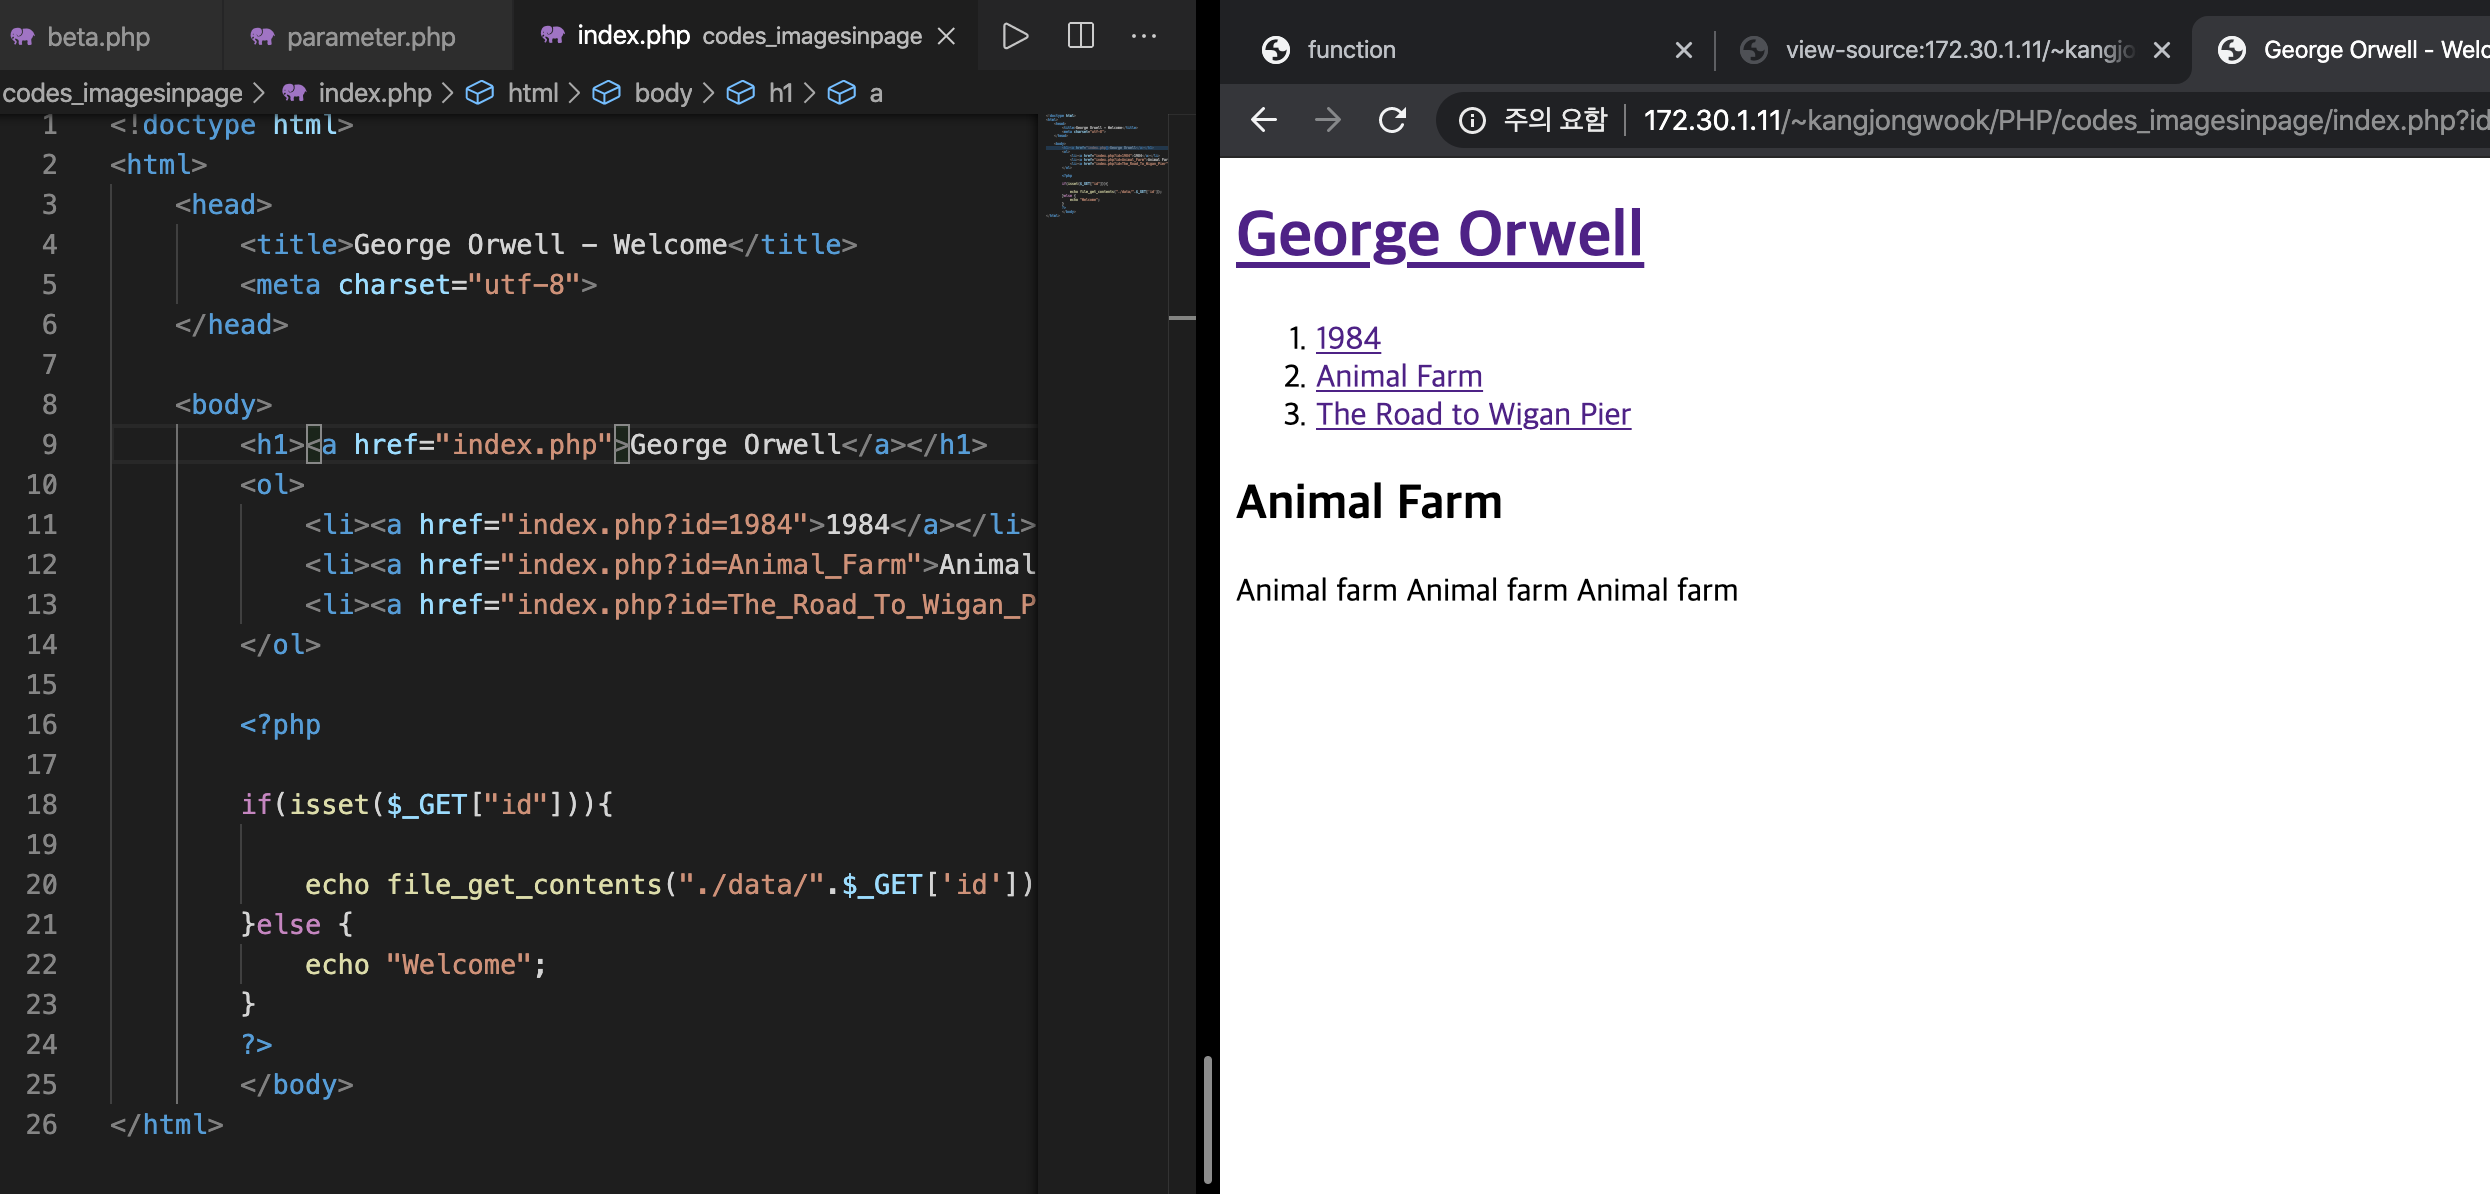 beta.php
parameter.php
index.php codes_imagesinpage
codes_imagesinpage > index.php > html > body > h1 > a
1 <!doctype html>
2 <html>
3 <head>
4 <title>George Orwell - Welcome</title>
5 <meta charset="utf-8">
6 </head>
7
8 <body>
9 <h1><a href="index.php">George Orwell</a></h1>
10 <ol>
11 <li><a href="index.php?id=1984">1984</a></li>
12 <li><a href="index.php?id=Animal_Farm">Animal
13 <li><a href="index.php?id=The_Road_To_Wigan_P
14 </ol>
15
16 <?php
17
18 if(isset($_GET["id"])){
19
20 echo file_get_contents("./data/".$_GET['id'])
21 }else {
22 echo "Welcome";
23 }
24 ?>
25 </body>
26 </html>
function
view-source:172.30.1.11/~kangjo
George Orwell - Welc
주의 요함 172.30.1.11/~kangjongwook/PHP/codes_imagesinpage/index.php?id
George Orwell
1. 1984
2. Animal Farm
3. The Road to Wigan Pier
Animal Farm
Animal farm Animal farm Animal farm